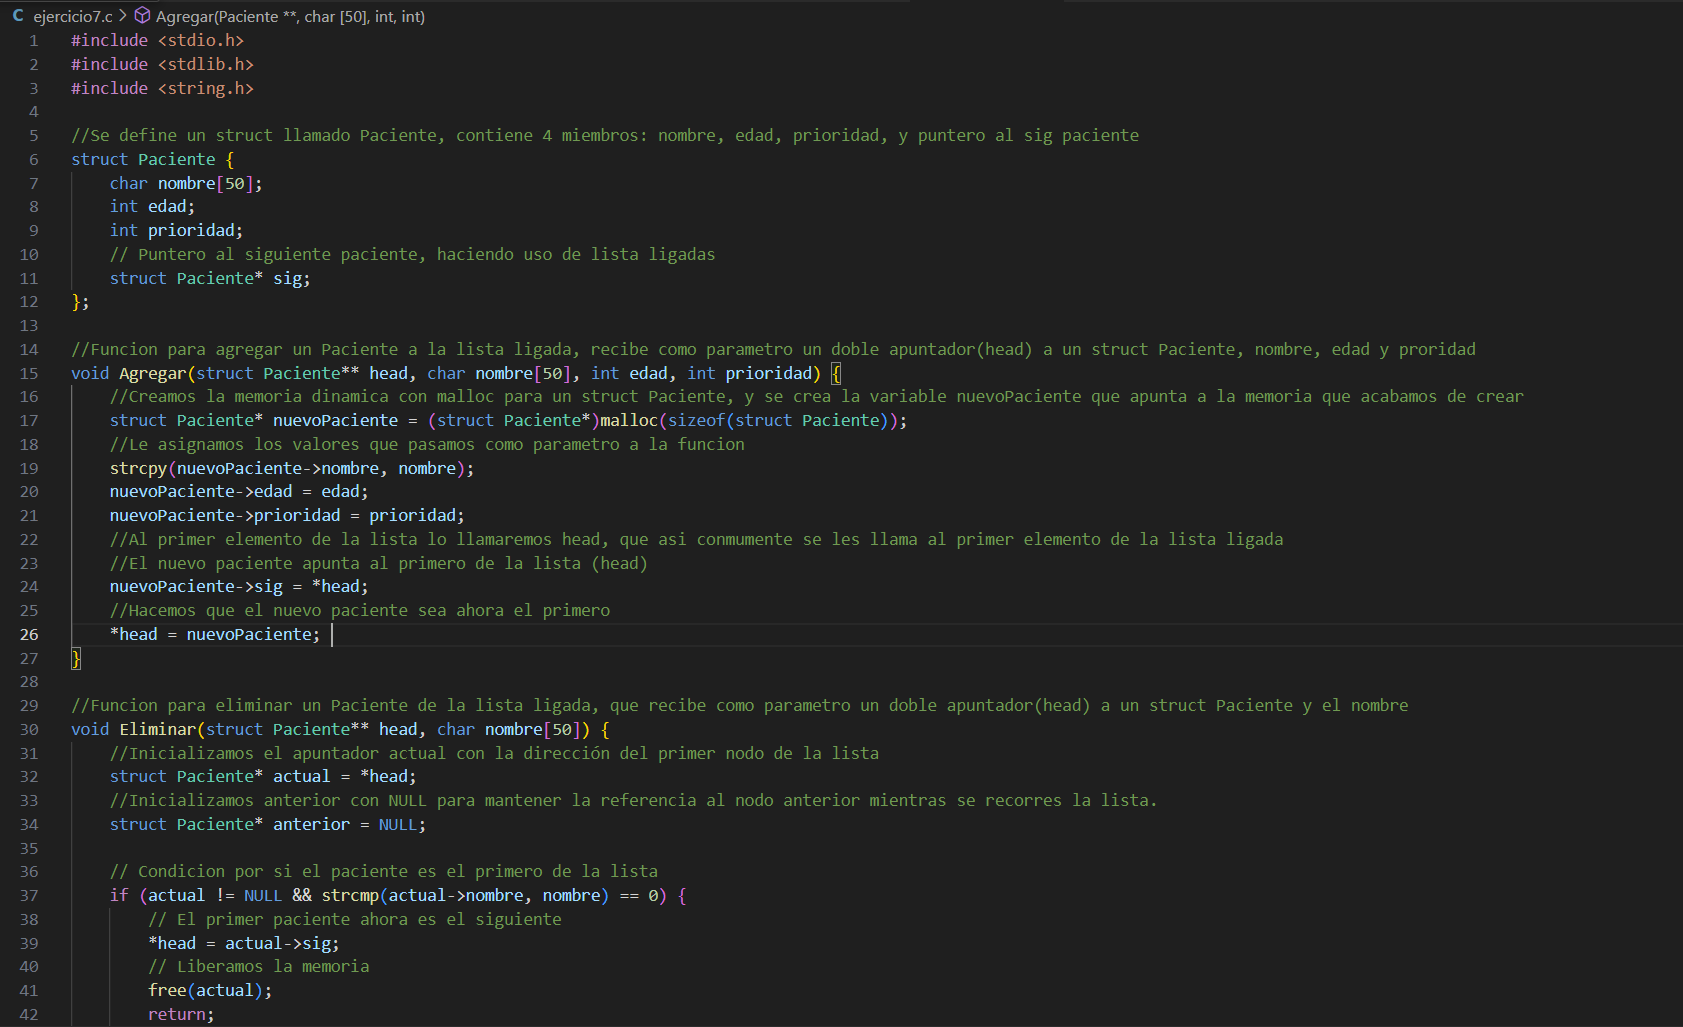 C ejercicio7.c > Agregar(Paciente **, char [50], int, int)
1 #include <stdio.h>
2 #include <stdlib.h>
3 #include <string.h>
4
5 //Se define un struct llamado Paciente, contiene 4 miembros: nombre, edad, prioridad, y puntero al sig paciente
6 struct Paciente {
7     char nombre[50];
8     int edad;
9     int prioridad;
10     // Puntero al siguiente paciente, haciendo uso de lista ligadas
11     struct Paciente* sig;
12 };
13
14 //Funcion para agregar un Paciente a la lista ligada, recibe como parametro un doble apuntador(head) a un struct Paciente, nombre, edad y proridad
15 void Agregar(struct Paciente** head, char nombre[50], int edad, int prioridad) {
16     //Creamos la memoria dinamica con malloc para un struct Paciente, y se crea la variable nuevoPaciente que apunta a la memoria que acabamos de crear
17     struct Paciente* nuevoPaciente = (struct Paciente*)malloc(sizeof(struct Paciente));
18     //Le asignamos los valores que pasamos como parametro a la funcion
19     strcpy(nuevoPaciente->nombre, nombre);
20     nuevoPaciente->edad = edad;
21     nuevoPaciente->prioridad = prioridad;
22     //Al primer elemento de la lista lo llamaremos head, que asi conmumente se les llama al primer elemento de la lista ligada
23     //El nuevo paciente apunta al primero de la lista (head)
24     nuevoPaciente->sig = *head;
25     //Hacemos que el nuevo paciente sea ahora el primero
26     *head = nuevoPaciente;
27 }
28
29 //Funcion para eliminar un Paciente de la lista ligada, que recibe como parametro un doble apuntador(head) a un struct Paciente y el nombre
30 void Eliminar(struct Paciente** head, char nombre[50]) {
31     //Inicializamos el apuntador actual con la dirección del primer nodo de la lista
32     struct Paciente* actual = *head;
33     //Inicializamos anterior con NULL para mantener la referencia al nodo anterior mientras se recorres la lista.
34     struct Paciente* anterior = NULL;
35
36     // Condicion por si el paciente es el primero de la lista
37     if (actual != NULL && strcmp(actual->nombre, nombre) == 0) {
38         // El primer paciente ahora es el siguiente
39         *head = actual->sig;
40         // Liberamos la memoria
41         free(actual);
42         return;